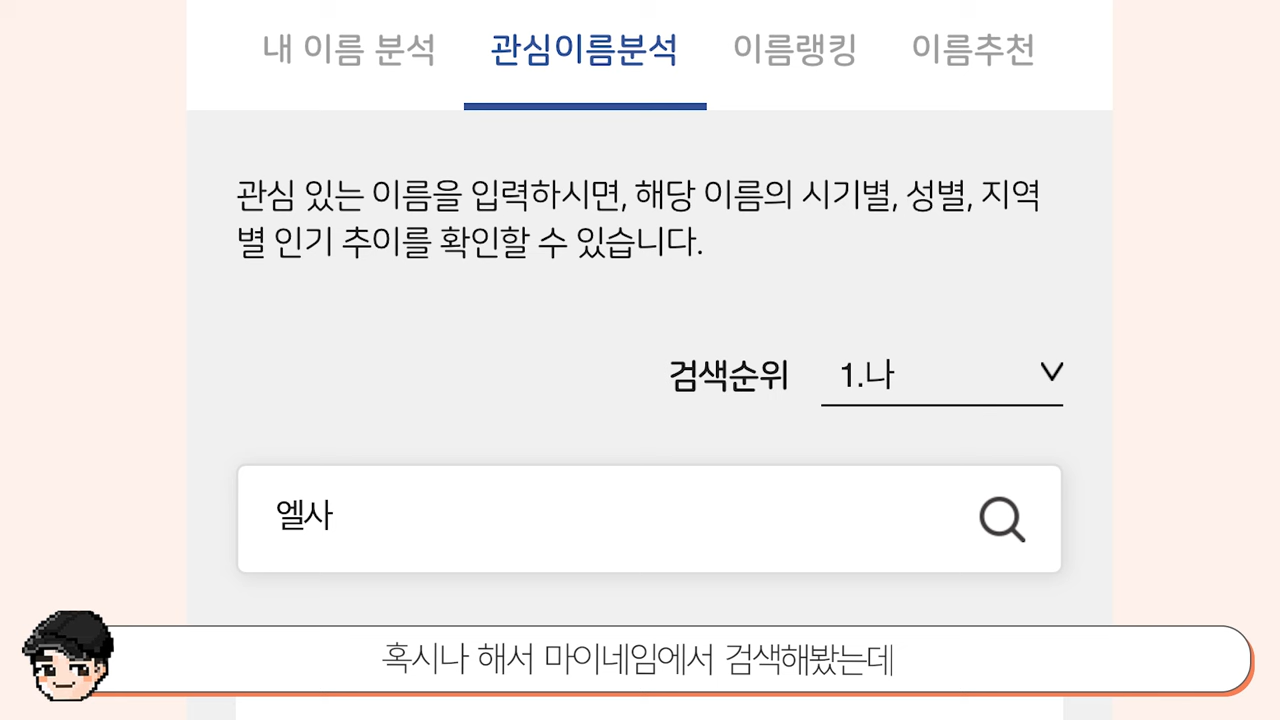 내 이름 분석 관심이름분석 이름랭킹 이름추천
관심 있는 이름을 입력하시면, 해당 이름의 시기별, 성별, 지역
별 인기 추이를 확인할 수 있습니다.
검색순위 1.나
엘사
혹시나 해서 마이네임에서 검색해봤는데